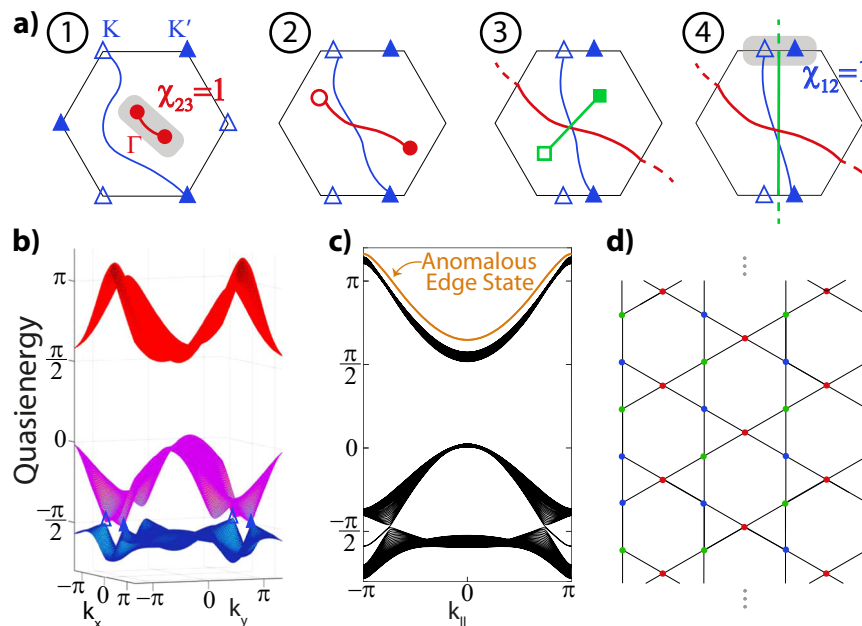 a)
1 2 3 4
K K′
χ23=1
Γ
χ12=1
b) c) d)
Quasienergy
π
π/2
0
−π/2
−π 0 π −π 0 π
kx ky
Anomalous
Edge State
π
π/2
0
−π/2
−π 0 π
k||